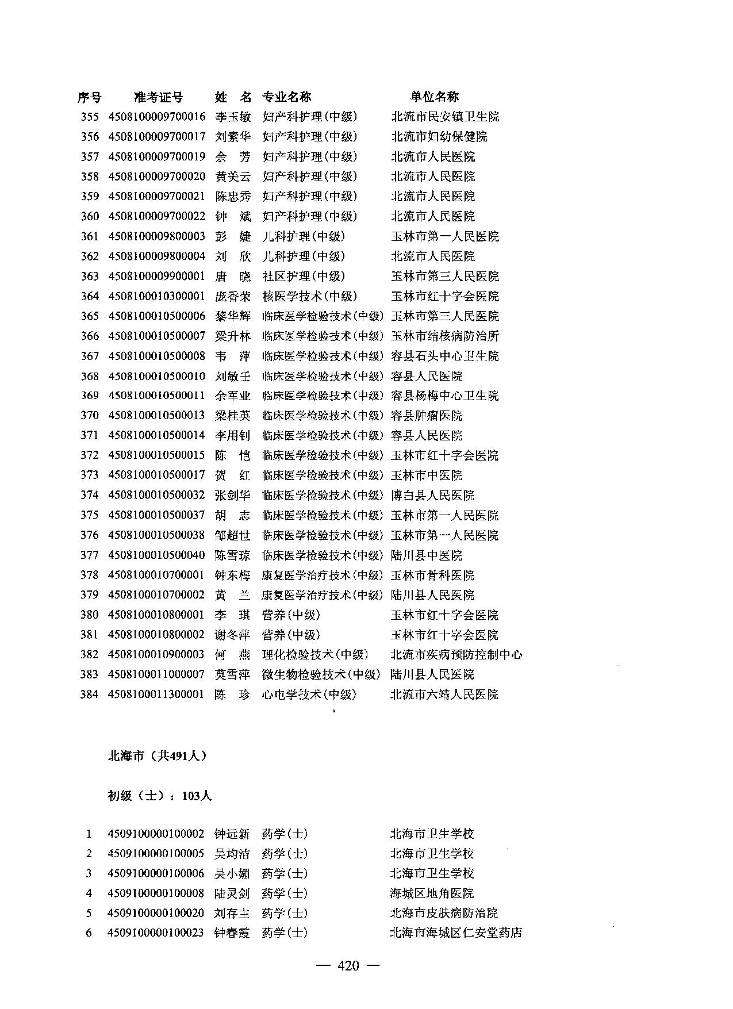 序号 准考证号 姓 名 专业名称 单位名称
355 4508100009700016 李玉敏 妇产科护理(中级) 北流市民安镇卫生院
356 4508100009700017 刘素华 妇产科护理(中级) 北流市妇幼保健院
357 4508100009700019 余 芳 妇产科护理(中级) 北流市人民医院
358 4508100009700020 黄美云 妇产科护理(中级) 北流市人民医院
359 4508100009700021 陈忠秀 妇产科护理(中级) 北流市人民医院
360 4508100009700022 钟 斌 妇产科护理(中级) 北流市人民医院
361 4508100009800003 彭 婕 儿科护理(中级) 玉林市第一人民医院
362 4508100009800004 刘 欣 儿科护理(中级) 北流市人民医院
363 4508100009900001 唐 晓 社区护理(中级) 玉林市第三人民医院
364 4508100010300001 庞香荣 核医学技术(中级) 玉林市红十字会医院
365 4508100010500006 黎华辉 临床医学检验技术(中级) 玉林市第三人民医院
366 4508100010500007 梁升林 临床医学检验技术(中级) 玉林市结核病防治所
367 4508100010500008 韦 萍 临床医学检验技术(中级) 容县石头中心卫生院
368 4508100010500010 刘敏任 临床医学检验技术(中级) 容县人民医院
369 4508100010500011 余军业 临床医学检验技术(中级) 容县杨梅中心卫生院
370 4508100010500013 梁桂英 临床医学检验技术(中级) 容县肿瘤医院
371 4508100010500014 李用钊 临床医学检验技术(中级) 容县人民医院
372 4508100010500015 陈 恺 临床医学检验技术(中级) 玉林市红十字会医院
373 4508100010500017 贺 红 临床医学检验技术(中级) 玉林市中医院
374 4508100010500032 张剑华 临床医学检验技术(中级) 博白县人民医院
375 4508100010500037 胡 志 临床医学检验技术(中级) 玉林市第一人民医院
376 4508100010500038 邹超世 临床医学检验技术(中级) 玉林市第一人民医院
377 4508100010500040 陈雪琼 临床医学检验技术(中级) 陆川县中医院
378 4508100010700001 钟东梅 康复医学治疗技术(中级) 玉林市骨科医院
379 4508100010700002 黄 兰 康复医学治疗技术(中级) 陆川县人民医院
380 4508100010800001 李 琪 营养(中级) 玉林市红十字会医院
381 4508100010800002 谢冬萍 营养(中级) 玉林市红十字会医院
382 4508100010900003 何 燕 理化检验技术(中级) 北流市疾病预防控制中心
383 4508100011000007 莫雪萍 微生物检验技术(中级) 陆川县人民医院
384 4508100011300001 陈 珍 心电学技术(中级) 北流市六靖人民医院
北海市（共491人）
初级（士）：103人
1 4509100000100002 钟远新 药学(士) 北海市卫生学校
2 4509100000100005 吴均洁 药学(士) 北海市卫生学校
3 4509100000100006 吴小媚 药学(士) 北海市卫生学校
4 4509100000100008 陆灵剑 药学(士) 海城区地角医院
5 4509100000100020 刘存兰 药学(士) 北海市皮肤病防治院
6 4509100000100023 钟春霞 药学(士) 北海市海城区仁安堂药店
— 420 —